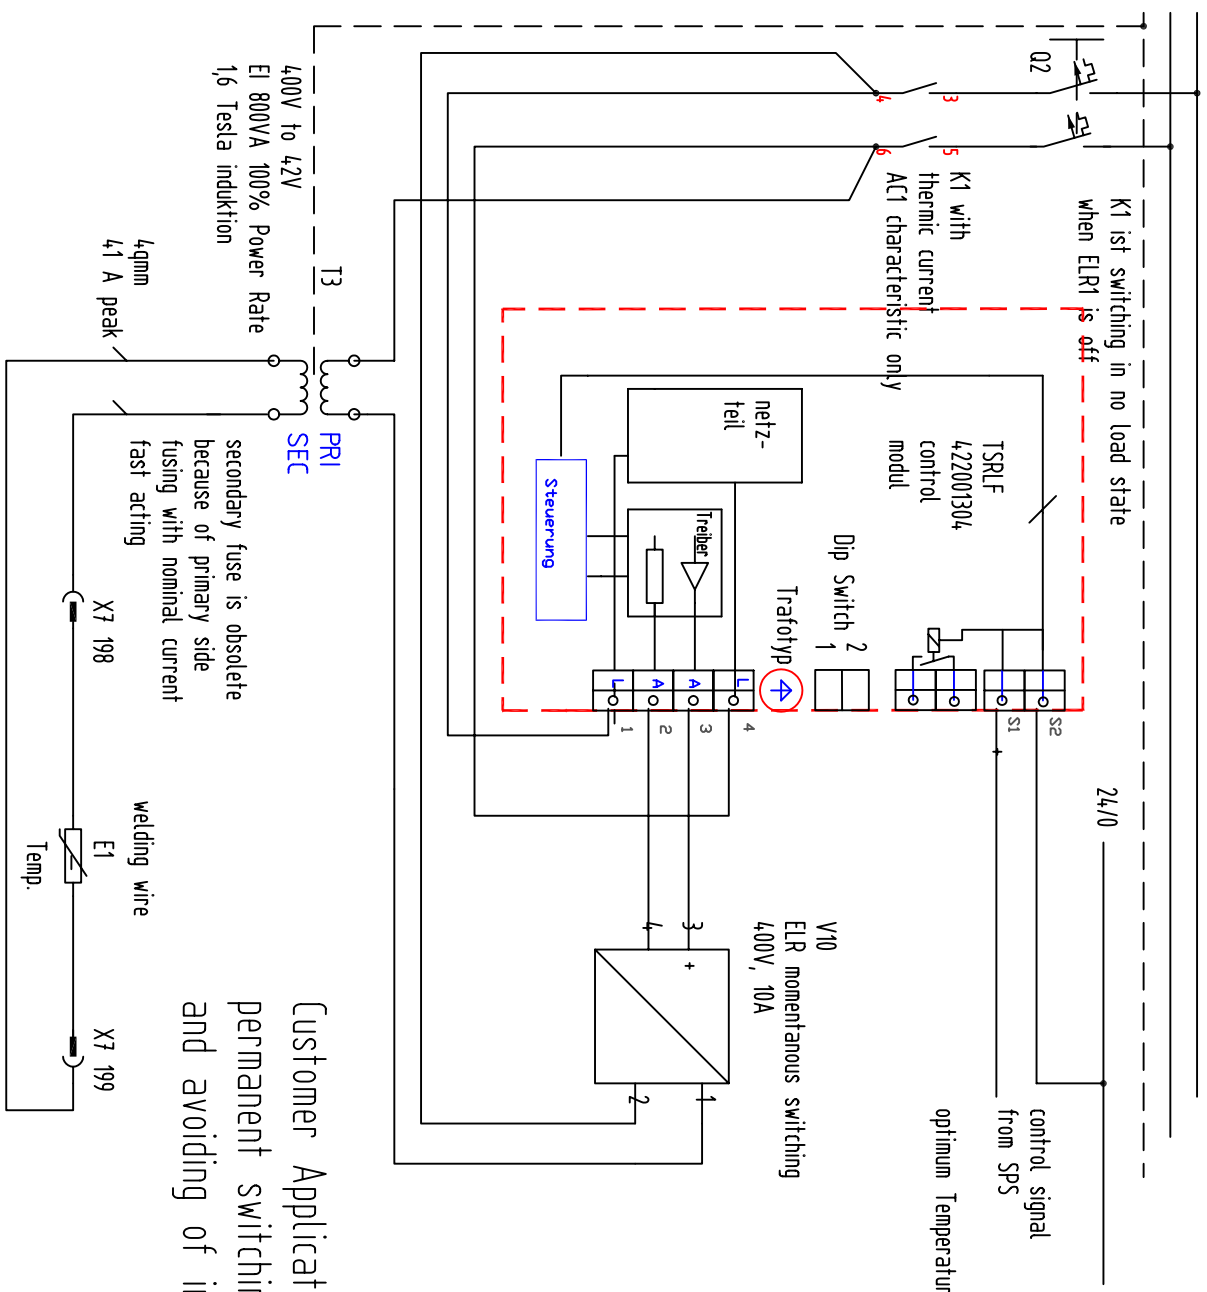 Q2
K1 ist switching in no load state
when ELR1 is off
3
4
5
6
K1 with
thermic current
AC1 characteristic only
400V to 42V
EI 800VA 100% Power Rate
1,6 Tesla induktion
T3
4qmm
41 A peak
PRI
SEC
secondary fuse is obsolete
because of primary side
fusing with nominal current
fast acting
TSRLF
422001304
control
modul
netz-
teil
Treiber
Steuerung
Dip Switch 2
1
Trafotyp
L
A
A
L
1
2
3
4
S1
S2
+
24/0
X7 198
welding wire
E1
Temp.
X7 199
V10
ELR momentanous switching
400V, 10A
3
4
+
1
2
control signal
from SPS
optimum Temperatur
Customer Applicat
permanent switchin
and avoiding of i